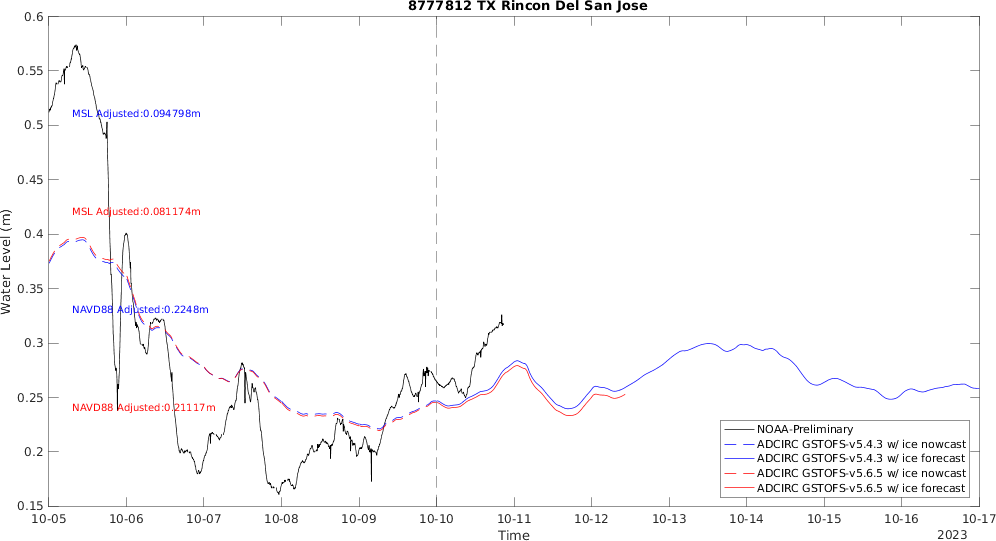 8777812 TX Rincon Del San Jose
0.6
0.55
0.5
0.45
0.4
0.35
0.3
0.25
0.2
0.15
Water Level (m)
MSL Adjusted:0.094798m
MSL Adjusted:0.081174m
NAVD88 Adjusted:0.2248m
NAVD88 Adjusted:0.21117m
NOAA-Preliminary
ADCIRC GSTOFS-v5.4.3 w/ ice nowcast
ADCIRC GSTOFS-v5.4.3 w/ ice forecast
ADCIRC GSTOFS-v5.6.5 w/ ice nowcast
ADCIRC GSTOFS-v5.6.5 w/ ice forecast
10-05 10-06 10-07 10-08 10-09 10-10 10-11 10-12 10-13 10-14 10-15 10-16 10-17
Time
2023